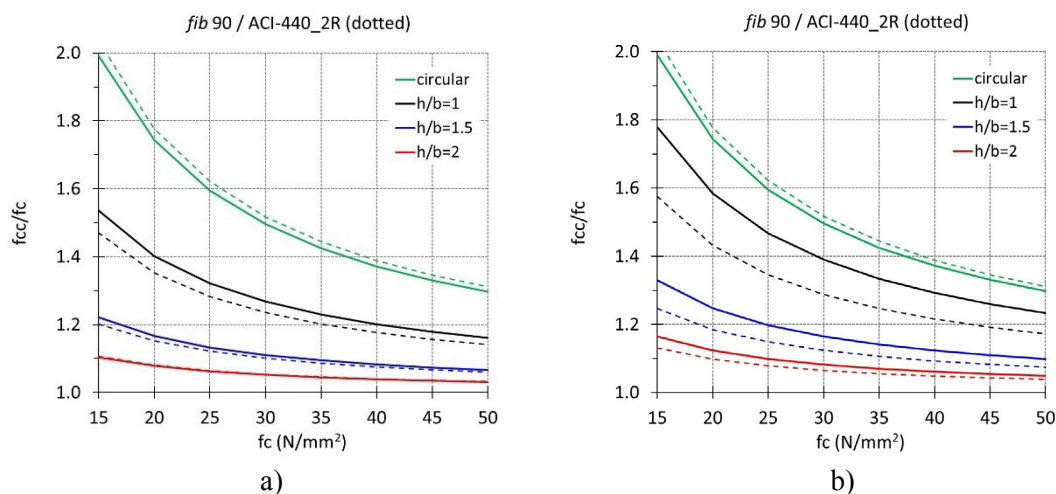 fib 90 / ACI-440_2R (dotted)
2.0
1.8
1.6
1.4
1.2
1.0
fcc/fc
circular
h/b=1
h/b=1.5
h/b=2
15 20 25 30 35 40 45 50
fc (N/mm²)
a)
fib 90 / ACI-440_2R (dotted)
2.0
1.8
1.6
1.4
1.2
1.0
fcc/fc
circular
h/b=1
h/b=1.5
h/b=2
15 20 25 30 35 40 45 50
fc (N/mm²)
b)